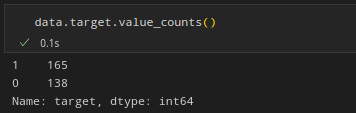 data.target.value_counts()
✓ 0.1s
1    165
0    138
Name: target, dtype: int64